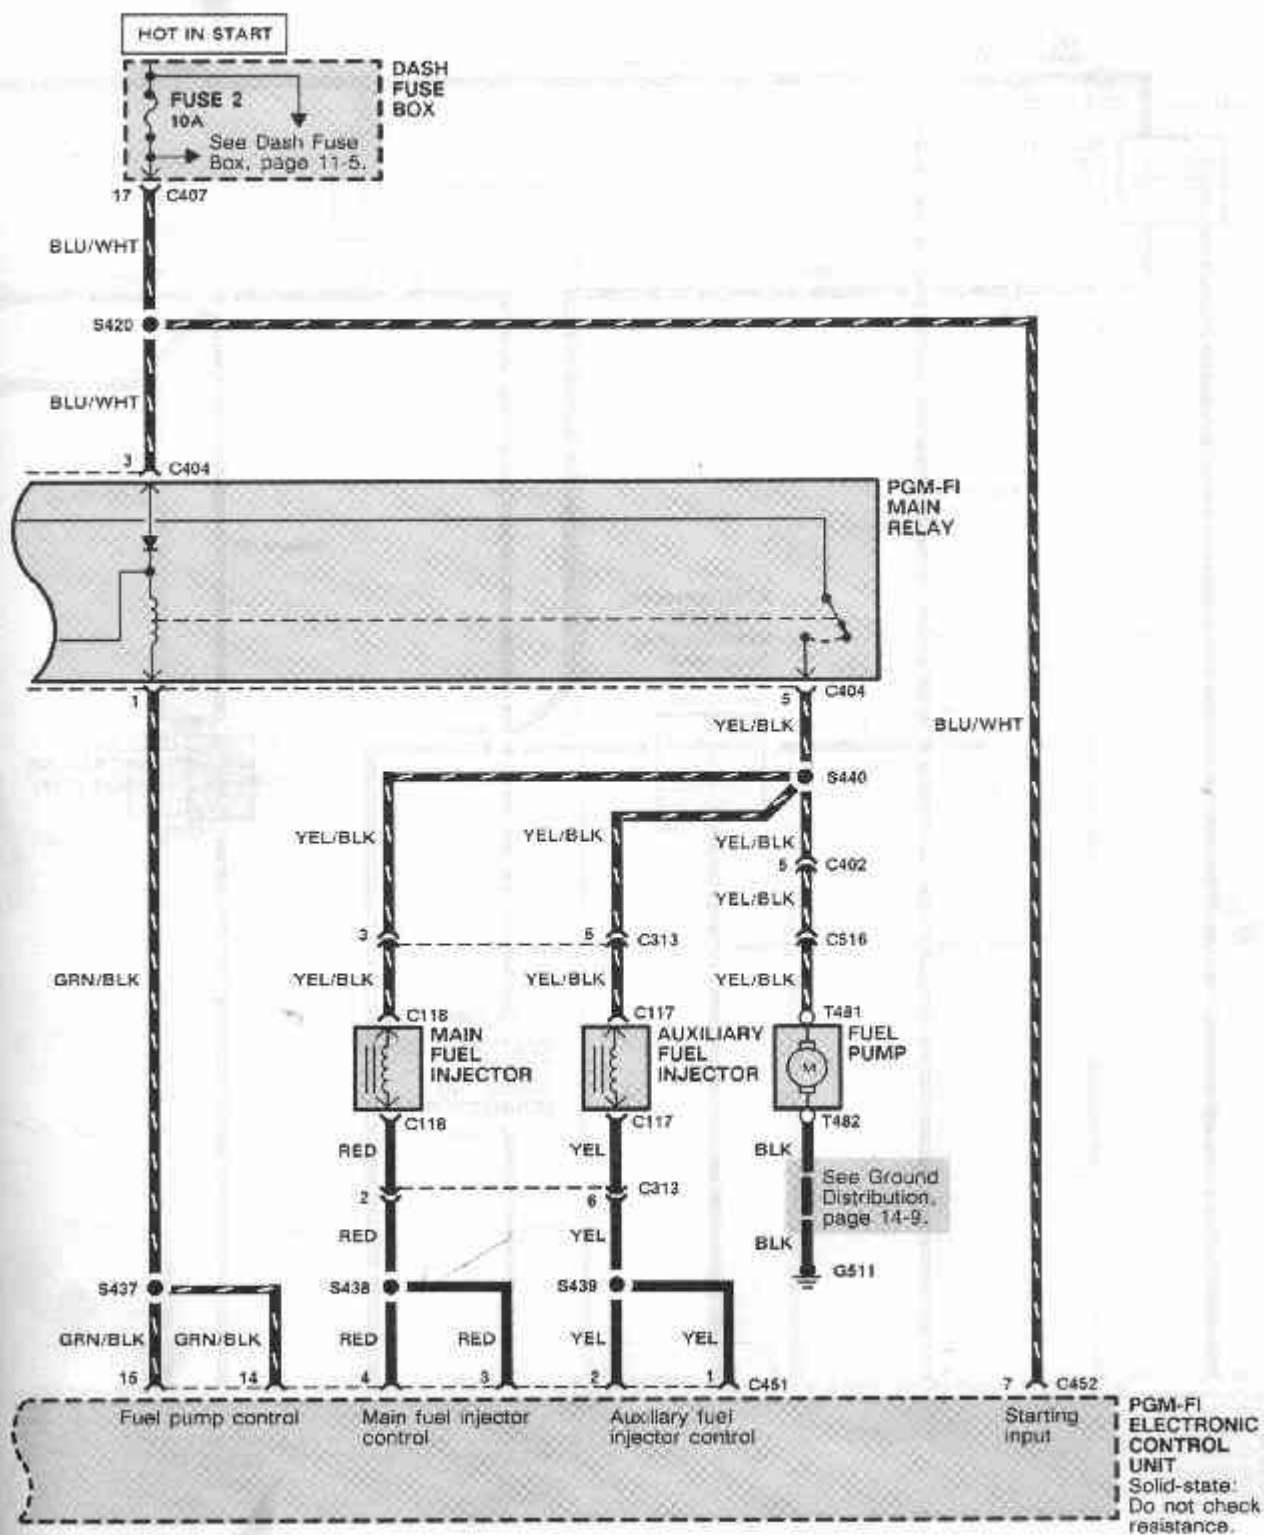 HOT IN START
DASH
FUSE
BOX
FUSE 2
10A
See Dash Fuse
Box, page 11-5.
17 C407
BLU/WHT
S420
BLU/WHT
3 C404
PGM-FI
MAIN
RELAY
1
5 C404
YEL/BLK
BLU/WHT
S440
YEL/BLK
YEL/BLK
YEL/BLK
5 C402
YEL/BLK
3
5 C313
C516
GRN/BLK
YEL/BLK
YEL/BLK
YEL/BLK
C118
C117
T481
MAIN
FUEL
INJECTOR
AUXILIARY
FUEL
INJECTOR
FUEL
PUMP
M
C118
C117
T482
RED
YEL
BLK
See Ground
Distribution,
page 14-9.
2
6 C313
RED
YEL
BLK
G511
S437
S438
S439
GRN/BLK
GRN/BLK
RED
RED
YEL
YEL
15
14
4
3
2
1 C451
7 C452
Fuel pump control
Main fuel injector
control
Auxiliary fuel
injector control
Starting
input
PGM-FI
ELECTRONIC
CONTROL
UNIT
Solid-state:
Do not check
resistance.